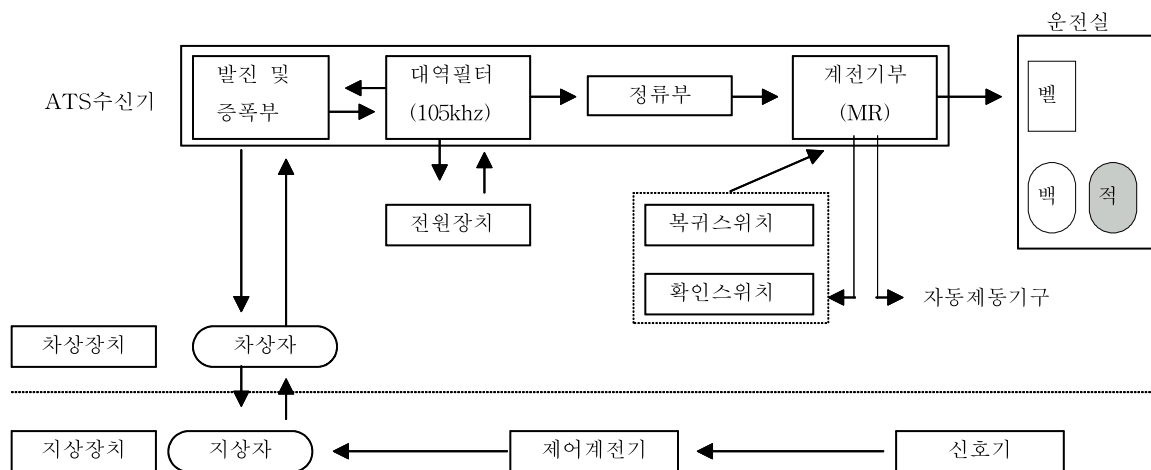 운전실
발진 및
증폭부
대역필터
(105khz)
정류부
계전기부
(MR)
벨
ATS수신기
백
적
전원장치
복귀스위치
확인스위치
자동제동기구
차상장치
차상자
지상장치
지상자
제어계전기
신호기